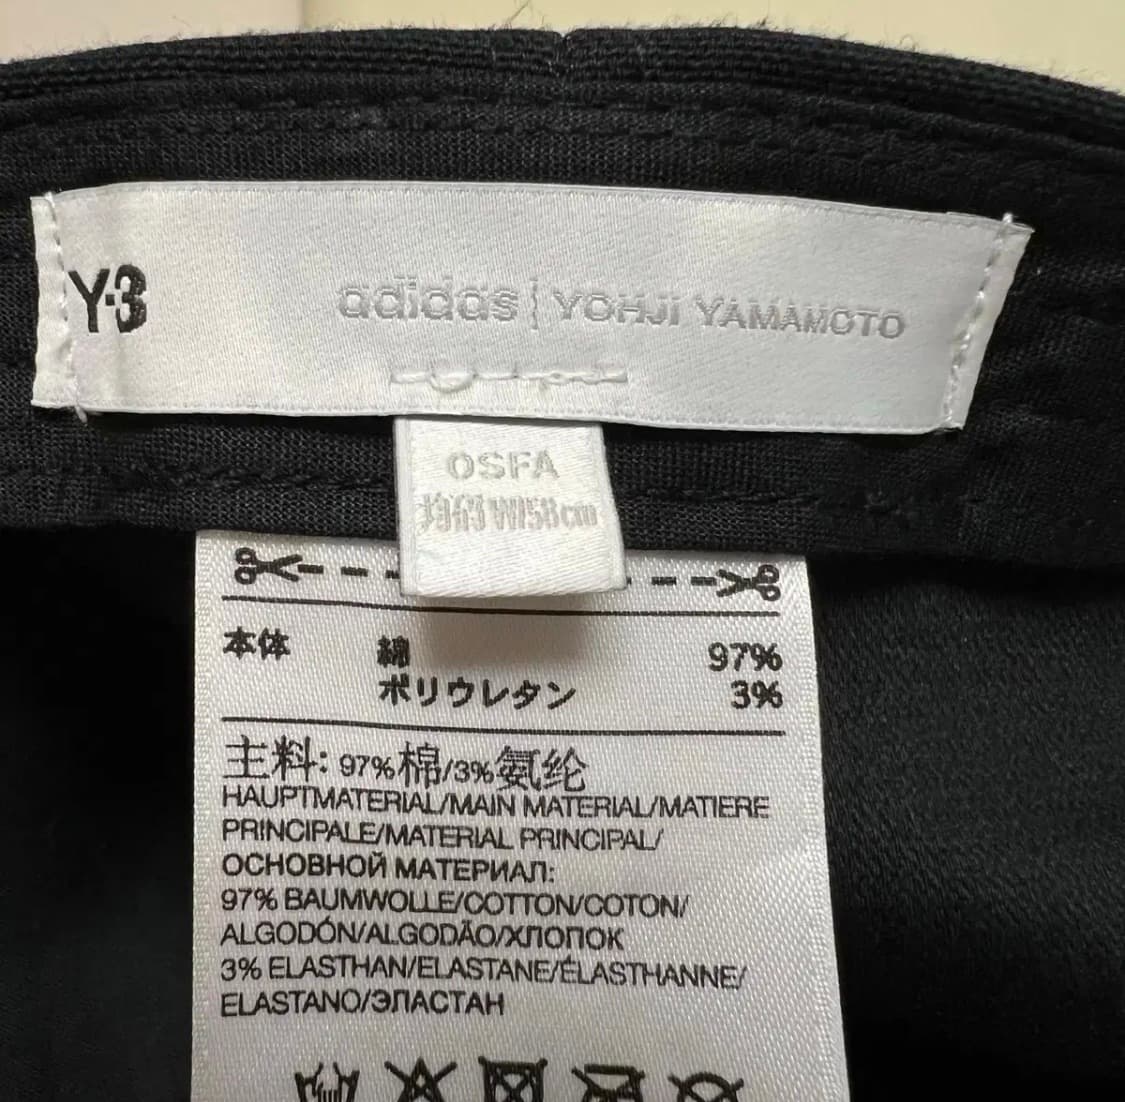 Y-3 adidas | YOHJI YAMAMOTO
OSFA
58cm
本体 綿 97%
ポリウレタン 3%
主料: 97%棉/3%氨纶
HAUPTMATERIAL/MAIN MATERIAL/MATIERE
PRINCIPALE/MATERIAL PRINCIPAL/
ОСНОВНОЙ МАТЕРИАЛ:
97% BAUMWOLLE/COTTON/COTON/
ALGODÓN/ALGODÃO/ХЛОПОК
3% ELASTHAN/ELASTANE/ÉLASTHANNE/
ELASTANO/ЭЛАСТАН